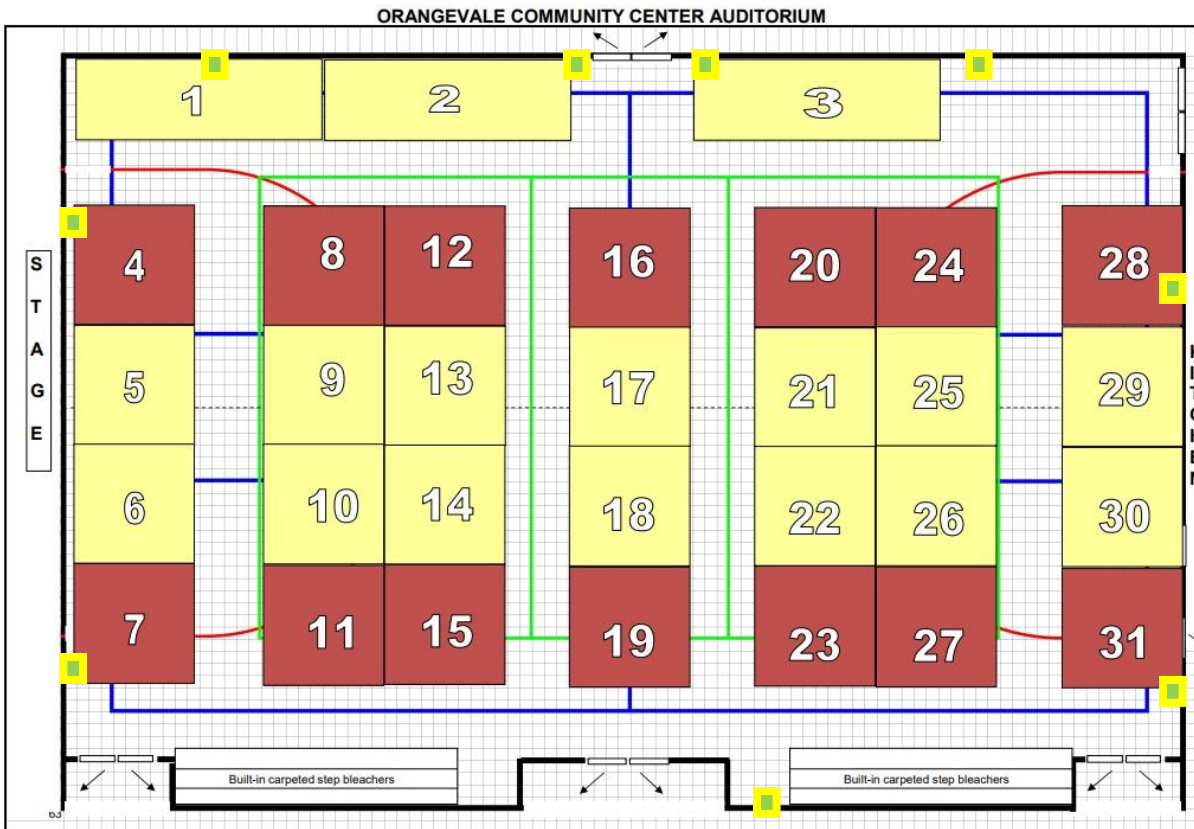 ORANGEVALE COMMUNITY CENTER AUDITORIUM
1 2 3
4 8 12 16 20 24 28
STAGE
5 9 13 17 21 25 29
KITCHEN
6 10 14 18 22 26 30
7 11 15 19 23 27 31
Built-in carpeted step bleachers
Built-in carpeted step bleachers